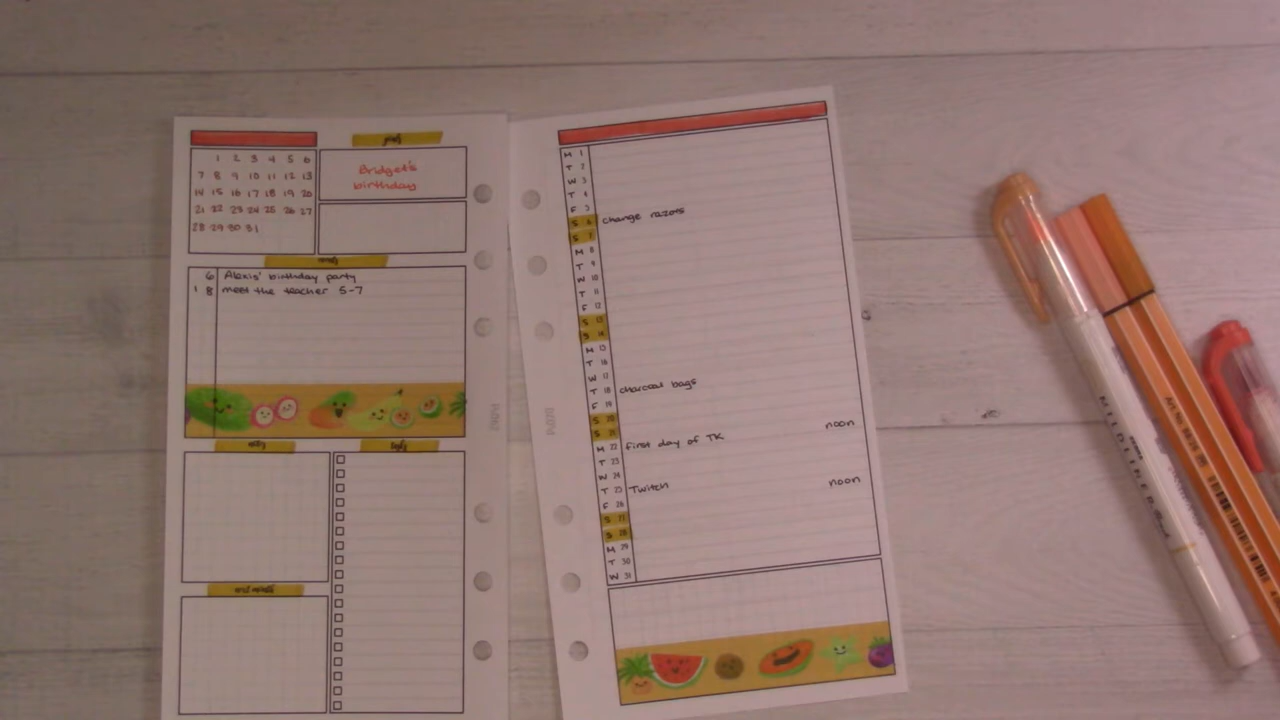 Bridget's
birthday
1 2 3 4 5 6
7 8 9 10 11 12 13
14 15 16 17 18 19 20
21 22 23 24 25 26 27
28 29 30 31
6 Alexis' birthday party
1 8 meet the teacher 5-7
next month
M 1
T 2
W 3
T 4
F 5
S 6 change razors
S 7
M 8
T 9
W 10
T 11
F 12
S 13
S 14
M 15
T 16
W 17
T 18 charcoal bags
F 19
S 20
S 21 noon
M 22 first day of TK
T 23
W 24
T 25 Twitch noon
F 26
S 27
S 28
M 29
T 30
W 31
MILDLINER